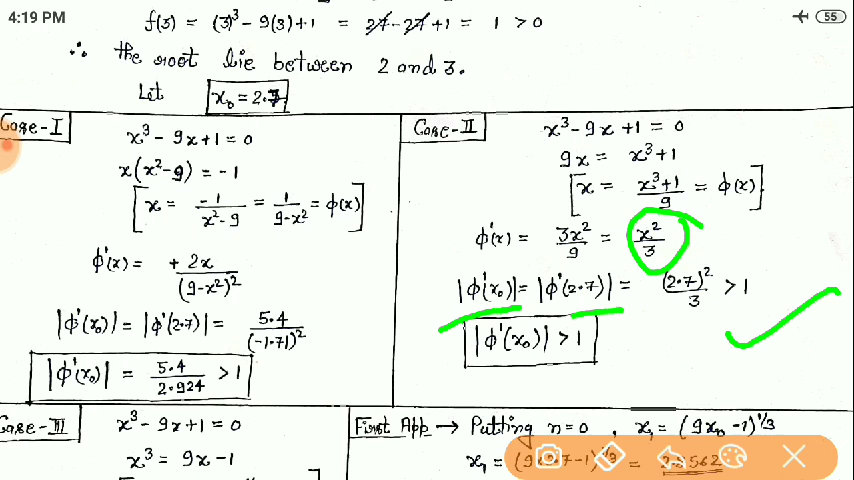 4:19 PM
55
f(3) = (3)³ - 9(3) + 1 = 27 - 27 + 1 = 1 > 0
∴ the root lie between 2 and 3.
Let x₀ = 2.7
Case-I
x³ - 9x + 1 = 0
x(x² - 9) = -1
[x = -1/(x² - 9) = 1/(9 - x²) = φ(x)]
φ'(x) = + 2x/(9 - x²)²
|φ'(x₀)| = |φ'(2.7)| = 5.4/(-1.71)²
|φ'(x₀)| = 5.4/2.924 > 1
Case-II
x³ - 9x + 1 = 0
9x = x³ + 1
[x = (x³ + 1)/9 = φ(x)]
φ'(x) = 3x²/9 = x²/3
|φ'(x₀)| = |φ'(2.7)| = (2.7)²/3 > 1
|φ'(x₀)| > 1
Case-III
x³ - 9x + 1 = 0
x³ = 9x - 1
First App → Putting n = 0, x₁ = (9x₀ - 1)^1/3
x₁ =